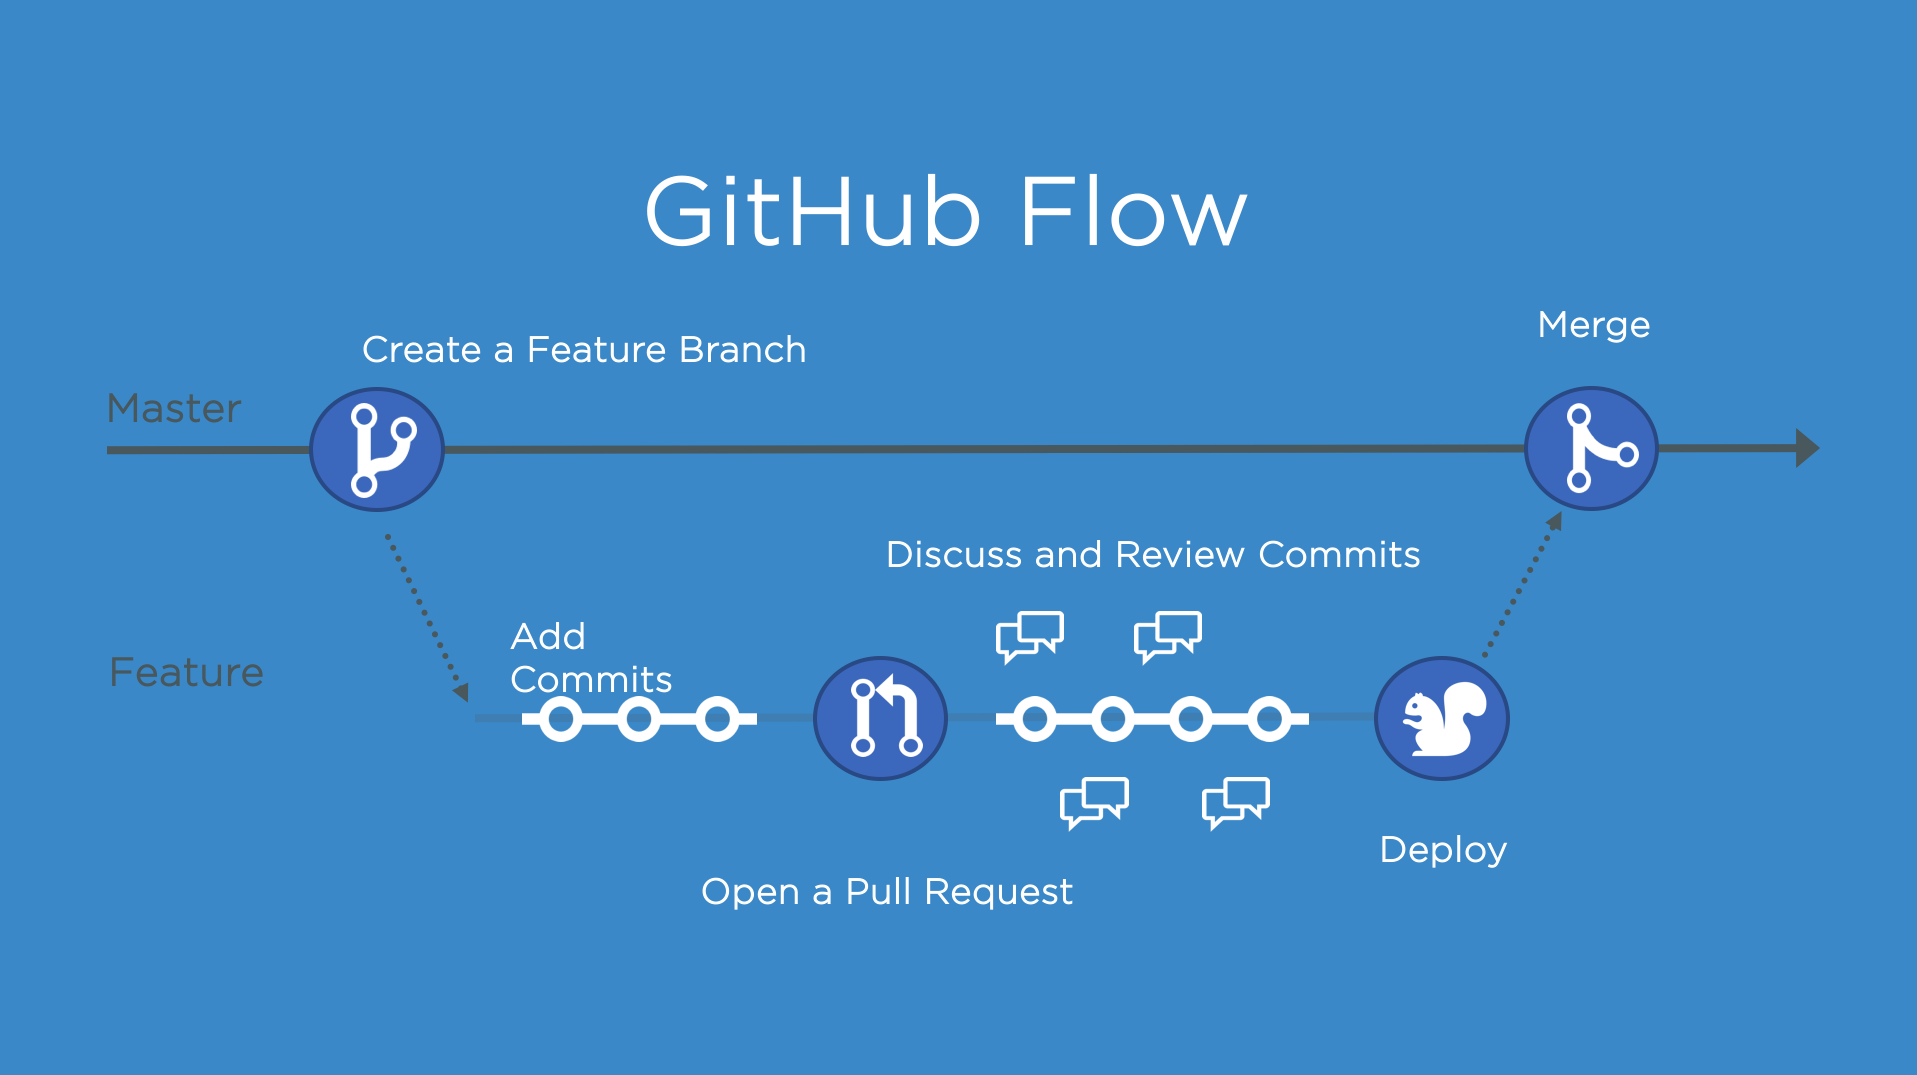 GitHub Flow
Merge
Create a Feature Branch
Master
Discuss and Review Commits
Add
Commits
Feature
Deploy
Open a Pull Request